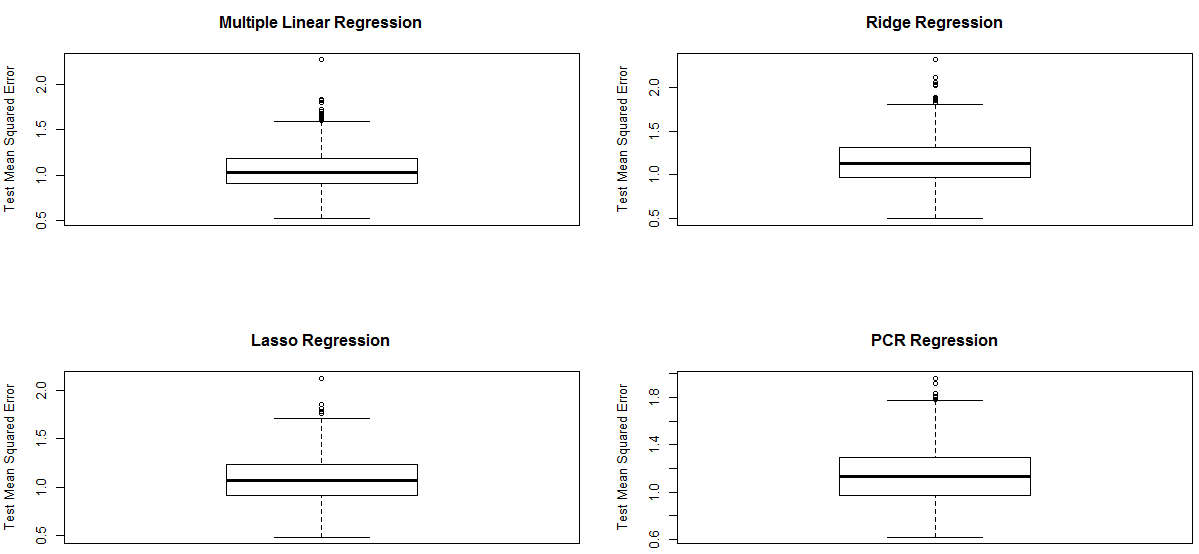 Multiple Linear Regression
Test Mean Squared Error
2.0
1.5
1.0
0.5
Ridge Regression
Test Mean Squared Error
2.0
1.5
1.0
0.5
Lasso Regression
Test Mean Squared Error
2.0
1.5
1.0
0.5
PCR Regression
Test Mean Squared Error
1.8
1.4
1.0
0.6